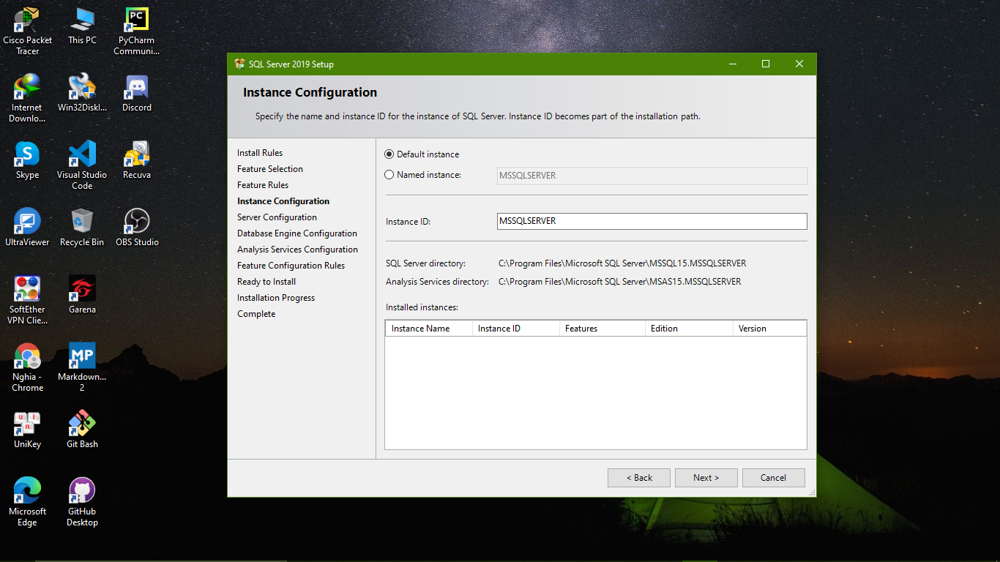 Cisco Packet
Tracer
This PC
PyCharm
Communi...
Internet
Downlo...
Win32DiskI...
Discord
Skype
Visual Studio
Code
Recuva
UltraViewer
Recycle Bin
OBS Studio
SoftEther
VPN Clie...
Garena
Nghia -
Chrome
Markdown...
2
UniKey
Git Bash
Microsoft
Edge
GitHub
Desktop
PC
S
MP
u
i
n
SQL Server 2019 Setup
Instance Configuration
Specify the name and instance ID for the instance of SQL Server. Instance ID becomes part of the installation path.
Install Rules
Feature Selection
Feature Rules
Instance Configuration
Server Configuration
Database Engine Configuration
Analysis Services Configuration
Feature Configuration Rules
Ready to Install
Installation Progress
Complete
Default instance
Named instance: MSSQLSERVER
Instance ID: MSSQLSERVER
SQL Server directory: C:\Program Files\Microsoft SQL Server\MSSQL15.MSSQLSERVER
Analysis Services directory: C:\Program Files\Microsoft SQL Server\MSAS15.MSSQLSERVER
Installed instances:
Instance Name Instance ID Features Edition Version
< Back Next > Cancel